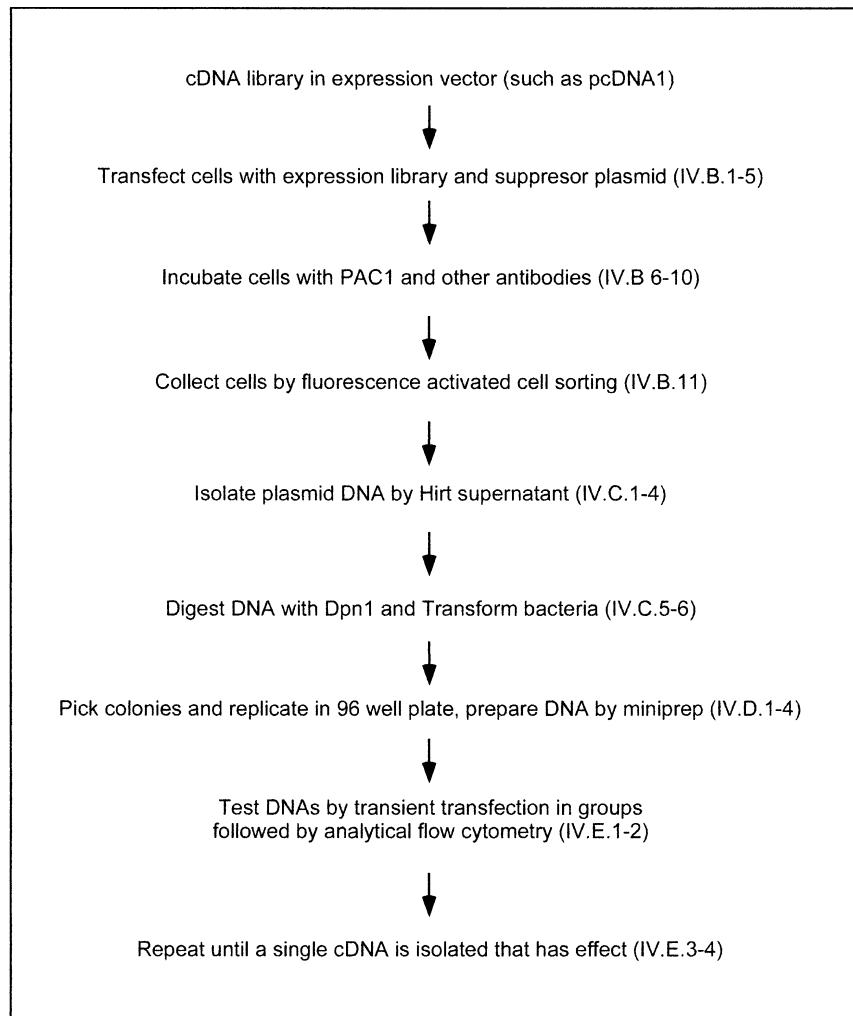 cDNA library in expression vector (such as pcDNA1)
Transfect cells with expression library and suppresor plasmid (IV.B.1-5)
Incubate cells with PAC1 and other antibodies (IV.B 6-10)
Collect cells by fluorescence activated cell sorting (IV.B.11)
Isolate plasmid DNA by Hirt supernatant (IV.C.1-4)
Digest DNA with Dpn1 and Transform bacteria (IV.C.5-6)
Pick colonies and replicate in 96 well plate, prepare DNA by miniprep (IV.D.1-4)
Test DNAs by transient transfection in groups
followed by analytical flow cytometry (IV.E.1-2)
Repeat until a single cDNA is isolated that has effect (IV.E.3-4)